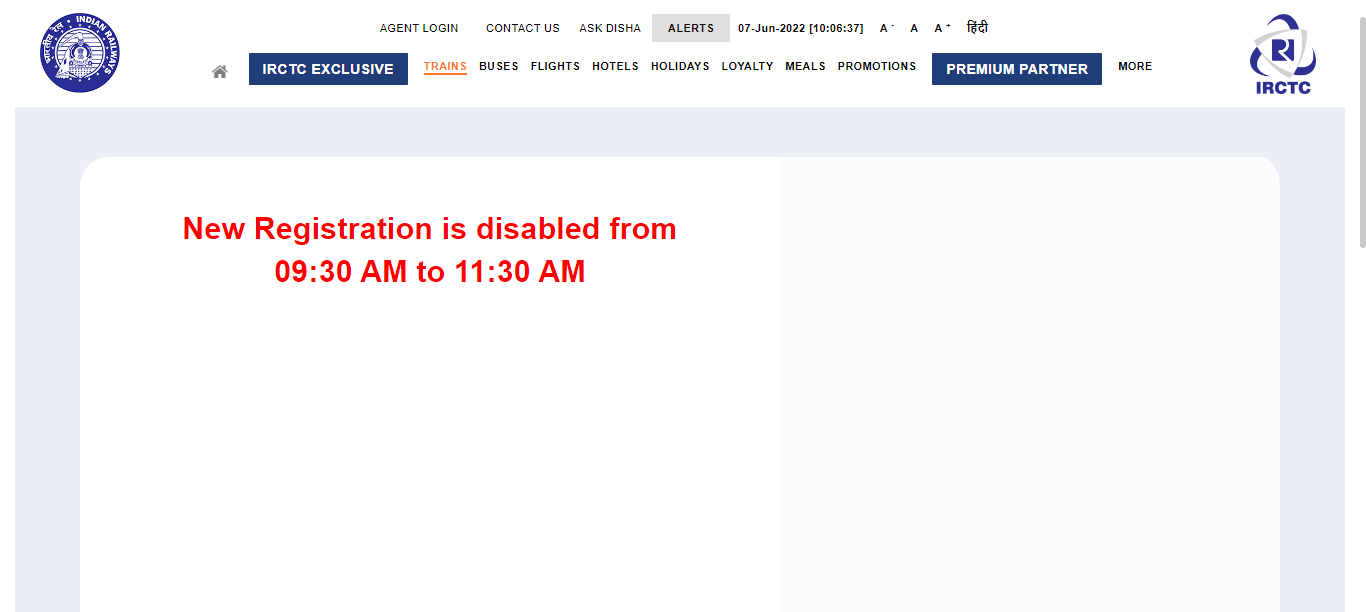 AGENT LOGIN CONTACT US ASK DISHA ALERTS 07-Jun-2022 [10:06:37] A - A A + हिंदी
भारतीय रेल • INDIAN RAILWAYS
IRCTC EXCLUSIVE TRAINS BUSES FLIGHTS HOTELS HOLIDAYS LOYALTY MEALS PROMOTIONS PREMIUM PARTNER MORE
IRCTC
New Registration is disabled from
09:30 AM to 11:30 AM